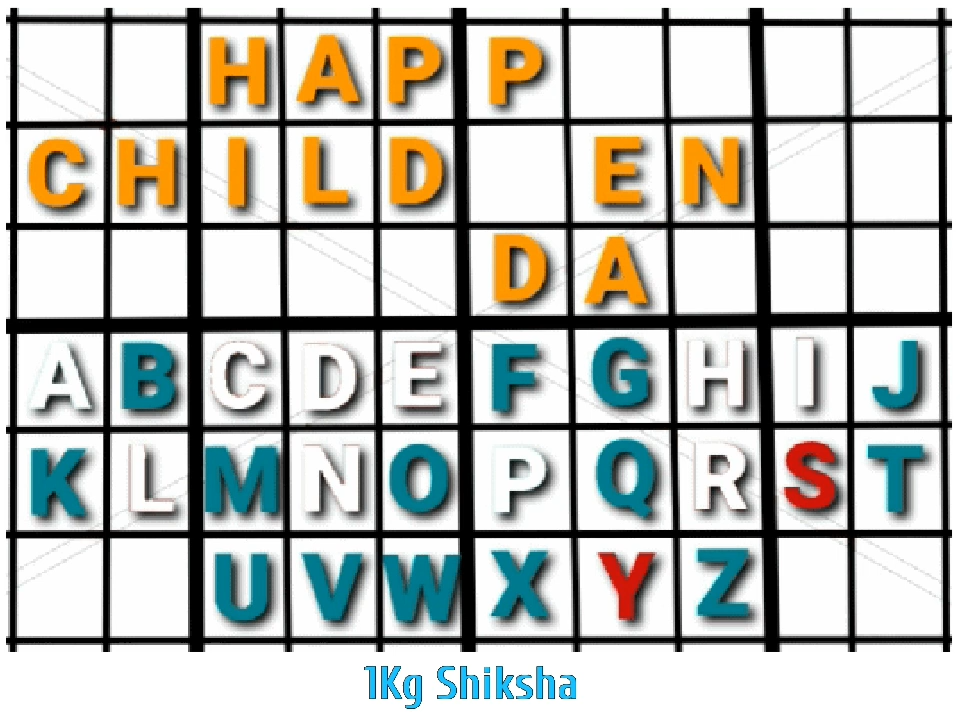 HAPP P
CHILD EN
DA
ABCDEFGHIJ
KLMNOPQRST
UVWXYZ
1Kg Shiksha